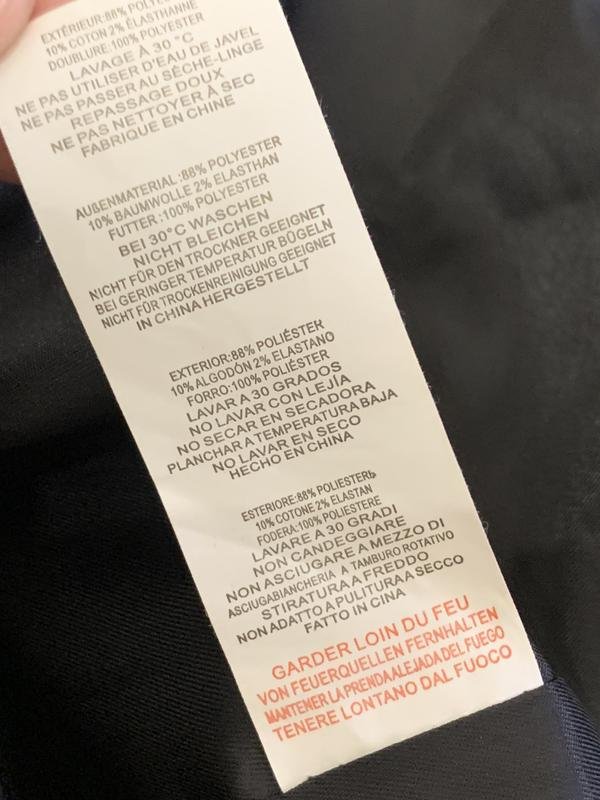 EXTÉRIEUR:88% POLYESTER
10% COTON 2% ÉLASTHANNE
DOUBLURE:100% POLYESTER
LAVAGE À 30 °C
NE PAS UTILISER D'EAU DE JAVEL
NE PAS PASSER AU SÈCHE-LINGE
REPASSAGE DOUX
NE PAS NETTOYER À SEC
FABRIQUE EN CHINE
AUßENMATERIAL :88% POLYESTER
10% BAUMWOLLE 2% ELASTHAN
FUTTER :100% POLYESTER
BEI 30°C WASCHEN
NICHT BLEICHEN
NICHT FÜR DEN TROCKNER GEEIGNET
BEI GERINGER TEMPERATUR BÜGELN
NICHT FÜR TROCKENREINIGUNG GEEIGNET
IN CHINA HERGESTELLT
EXTERIOR:88% POLIÉSTER
10% ALGODÓN 2% ELASTANO
FORRO:100% POLIÉSTER
LAVAR A 30 GRADOS
NO LAVAR CON LEJÍA
NO SECAR EN SECADORA
PLANCHAR A TEMPERATURA BAJA
NO LAVAR EN SECO
HECHO EN CHINA
ESTERIORE:88% POLIESTERE
10% COTONE 2% ELASTAN
FODERA:100% POLIESTERE
LAVARE A 30 GRADI
NON CANDEGGIARE
NON ASCIUGARE A MEZZO DI
ASCIUGABIANCHERIA A TAMBURO ROTATIVO
STIRATURA A FREDDO
NON ADATTO A PULITURA A SECCO
FATTO IN CINA
GARDER LOIN DU FEU
VON FEUERQUELLEN FERNHALTEN
MANTENER LA PRENDA ALEJADA DEL FUEGO
TENERE LONTANO DAL FUOCO